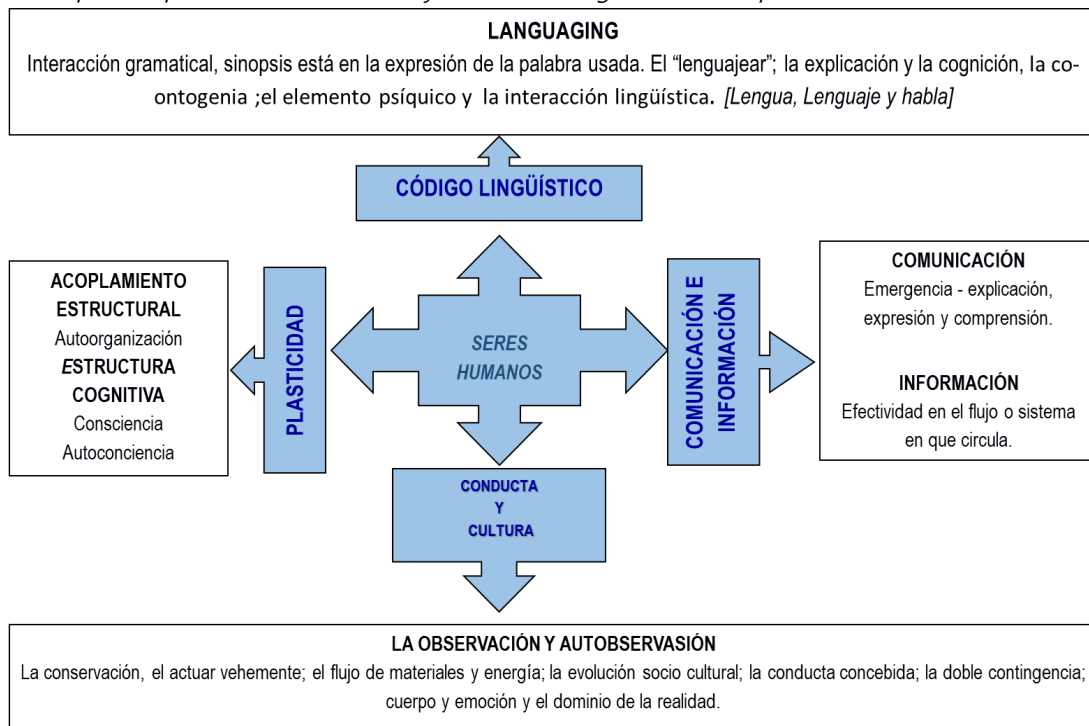 LANGUAGING
Interacción gramatical, sinopsis está en la expresión de la palabra usada. El “lenguajear”; la explicación y la cognición, la co-
ontogenia ;el elemento psíquico y la interacción lingüística. [Lengua, Lenguaje y habla]
CÓDIGO LINGÜÍSTICO
ACOPLAMIENTO
ESTRUCTURAL
Autoorganización
ESTRUCTURA
COGNITIVA
Consciencia
Autoconciencia
PLASTICIDAD
SERES
HUMANOS
COMUNICACIÓN E
INFORMACIÓN
COMUNICACIÓN
Emergencia - explicación,
expresión y comprensión.
INFORMACIÓN
Efectividad en el flujo o sistema
en que circula.
CONDUCTA
Y
CULTURA
LA OBSERVACIÓN Y AUTOBSERVASIÓN
La conservación, el actuar vehemente; el flujo de materiales y energía; la evolución socio cultural; la conducta concebida; la doble contingencia;
cuerpo y emoción y el dominio de la realidad.